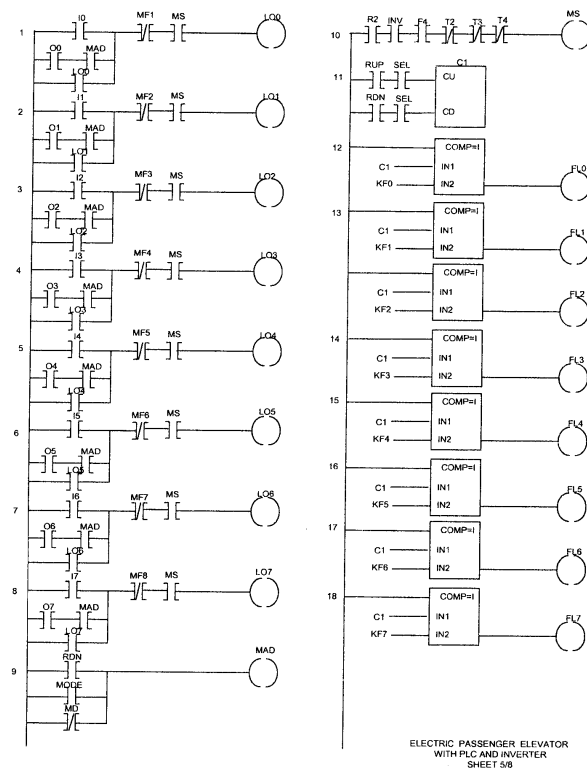 1
I0
MF1 MS
LO0
O0 MAD
LO0
2
I1
MF2 MS
LO1
O1 MAD
LO1
3
I2
MF3 MS
LO2
O2 MAD
LO2
4
I3
MF4 MS
LO3
O3 MAD
LO3
5
I4
MF5 MS
LO4
O4 MAD
LO4
6
I5
MF6 MS
LO5
O5 MAD
LO5
7
I6
MF7 MS
LO6
O6 MAD
LO6
8
I7
MF8 MS
LO7
O7 MAD
LO7
9
RDN
MAD
MODE
MD
10
R2 INV F4 T2 T3 T4
MS
11
RUP SEL
C1
CU
RDN SEL
CD
12
COMP=I
C1 IN1
KF0 IN2
FL0
13
COMP=I
C1 IN1
KF1 IN2
FL1
COMP=I
C1 IN1
KF2 IN2
FL2
14
COMP=I
C1 IN1
KF3 IN2
FL3
15
COMP=I
C1 IN1
KF4 IN2
FL4
16
COMP=I
C1 IN1
KF5 IN2
FL5
17
COMP=I
C1 IN1
KF6 IN2
FL6
18
COMP=I
C1 IN1
KF7 IN2
FL7
ELECTRIC PASSENGER ELEVATOR
WITH PLC AND INVERTER
SHEET 5/8